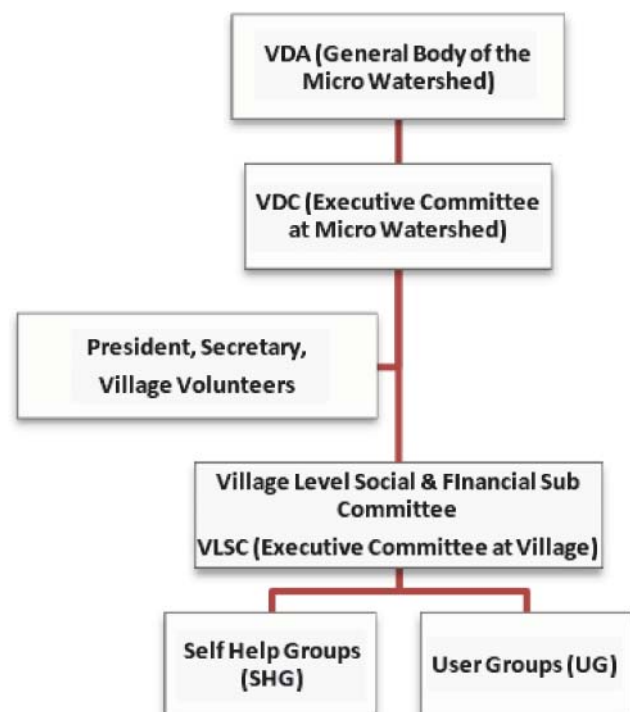 VDA (General Body of the
Micro Watershed)
VDC (Executive Committee
at Micro Watershed)
President, Secretary,
Village Volunteers
Village Level Social & FInancial Sub
Committee
VLSC (Executive Committee at Village)
Self Help Groups
(SHG)
User Groups (UG)